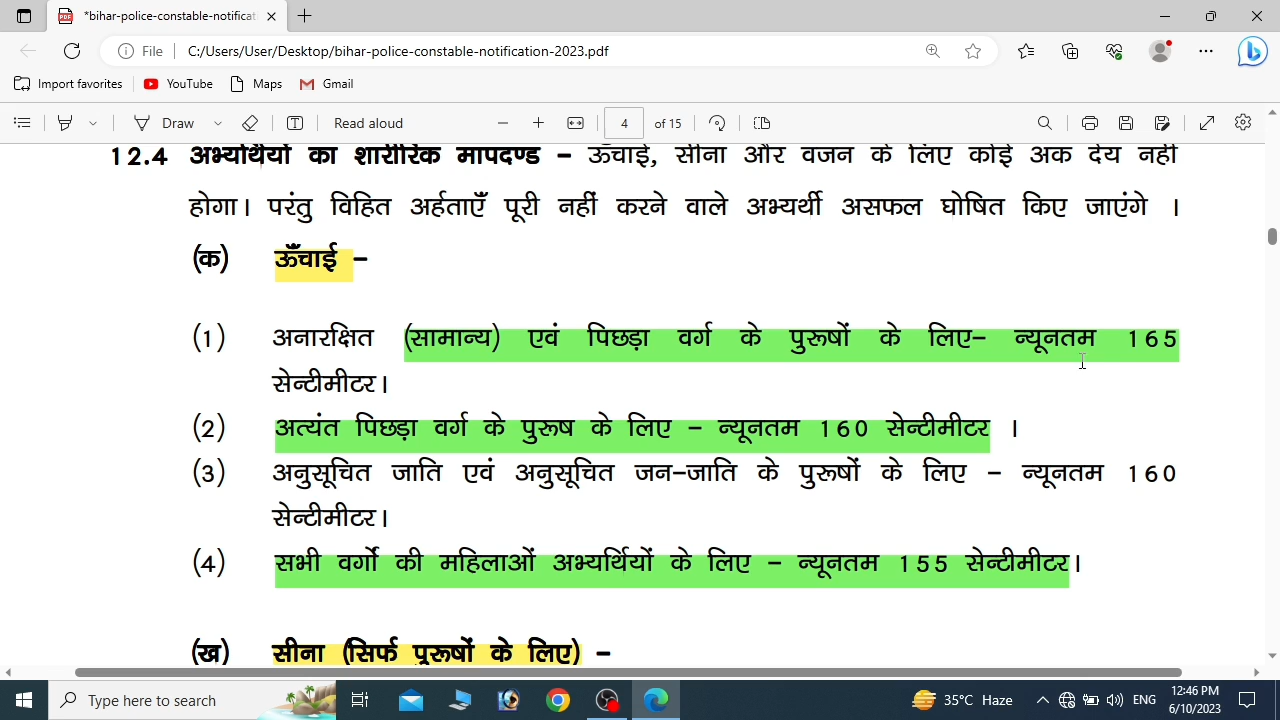 *bihar-police-constable-notificat
File C:/Users/User/Desktop/bihar-police-constable-notification-2023.pdf
Import favorites YouTube Maps Gmail
Draw Read aloud 4 of 15
12.4 अभ्यर्थियों का शारीरिक मापदण्ड – ऊँचाई, सीना और वजन के लिए कोई अंक देय नहीं
होगा। परंतु विहित अर्हताएँ पूरी नहीं करने वाले अभ्यर्थी असफल घोषित किए जाएंगे ।
(क) ऊँचाई –
(1) अनारक्षित (सामान्य) एवं पिछड़ा वर्ग के पुरूषों के लिए– न्यूनतम 165
सेन्टीमीटर।
(2) अत्यंत पिछड़ा वर्ग के पुरूष के लिए – न्यूनतम 160 सेन्टीमीटर ।
(3) अनुसूचित जाति एवं अनुसूचित जन–जाति के पुरूषों के लिए – न्यूनतम 160
सेन्टीमीटर।
(4) सभी वर्गों की महिलाओं अभ्यर्थियों के लिए – न्यूनतम 155 सेन्टीमीटर।
(ख) सीना (सिर्फ पुरूषों के लिए) –
Type here to search 35°C Haze ENG 12:46 PM
6/10/2023